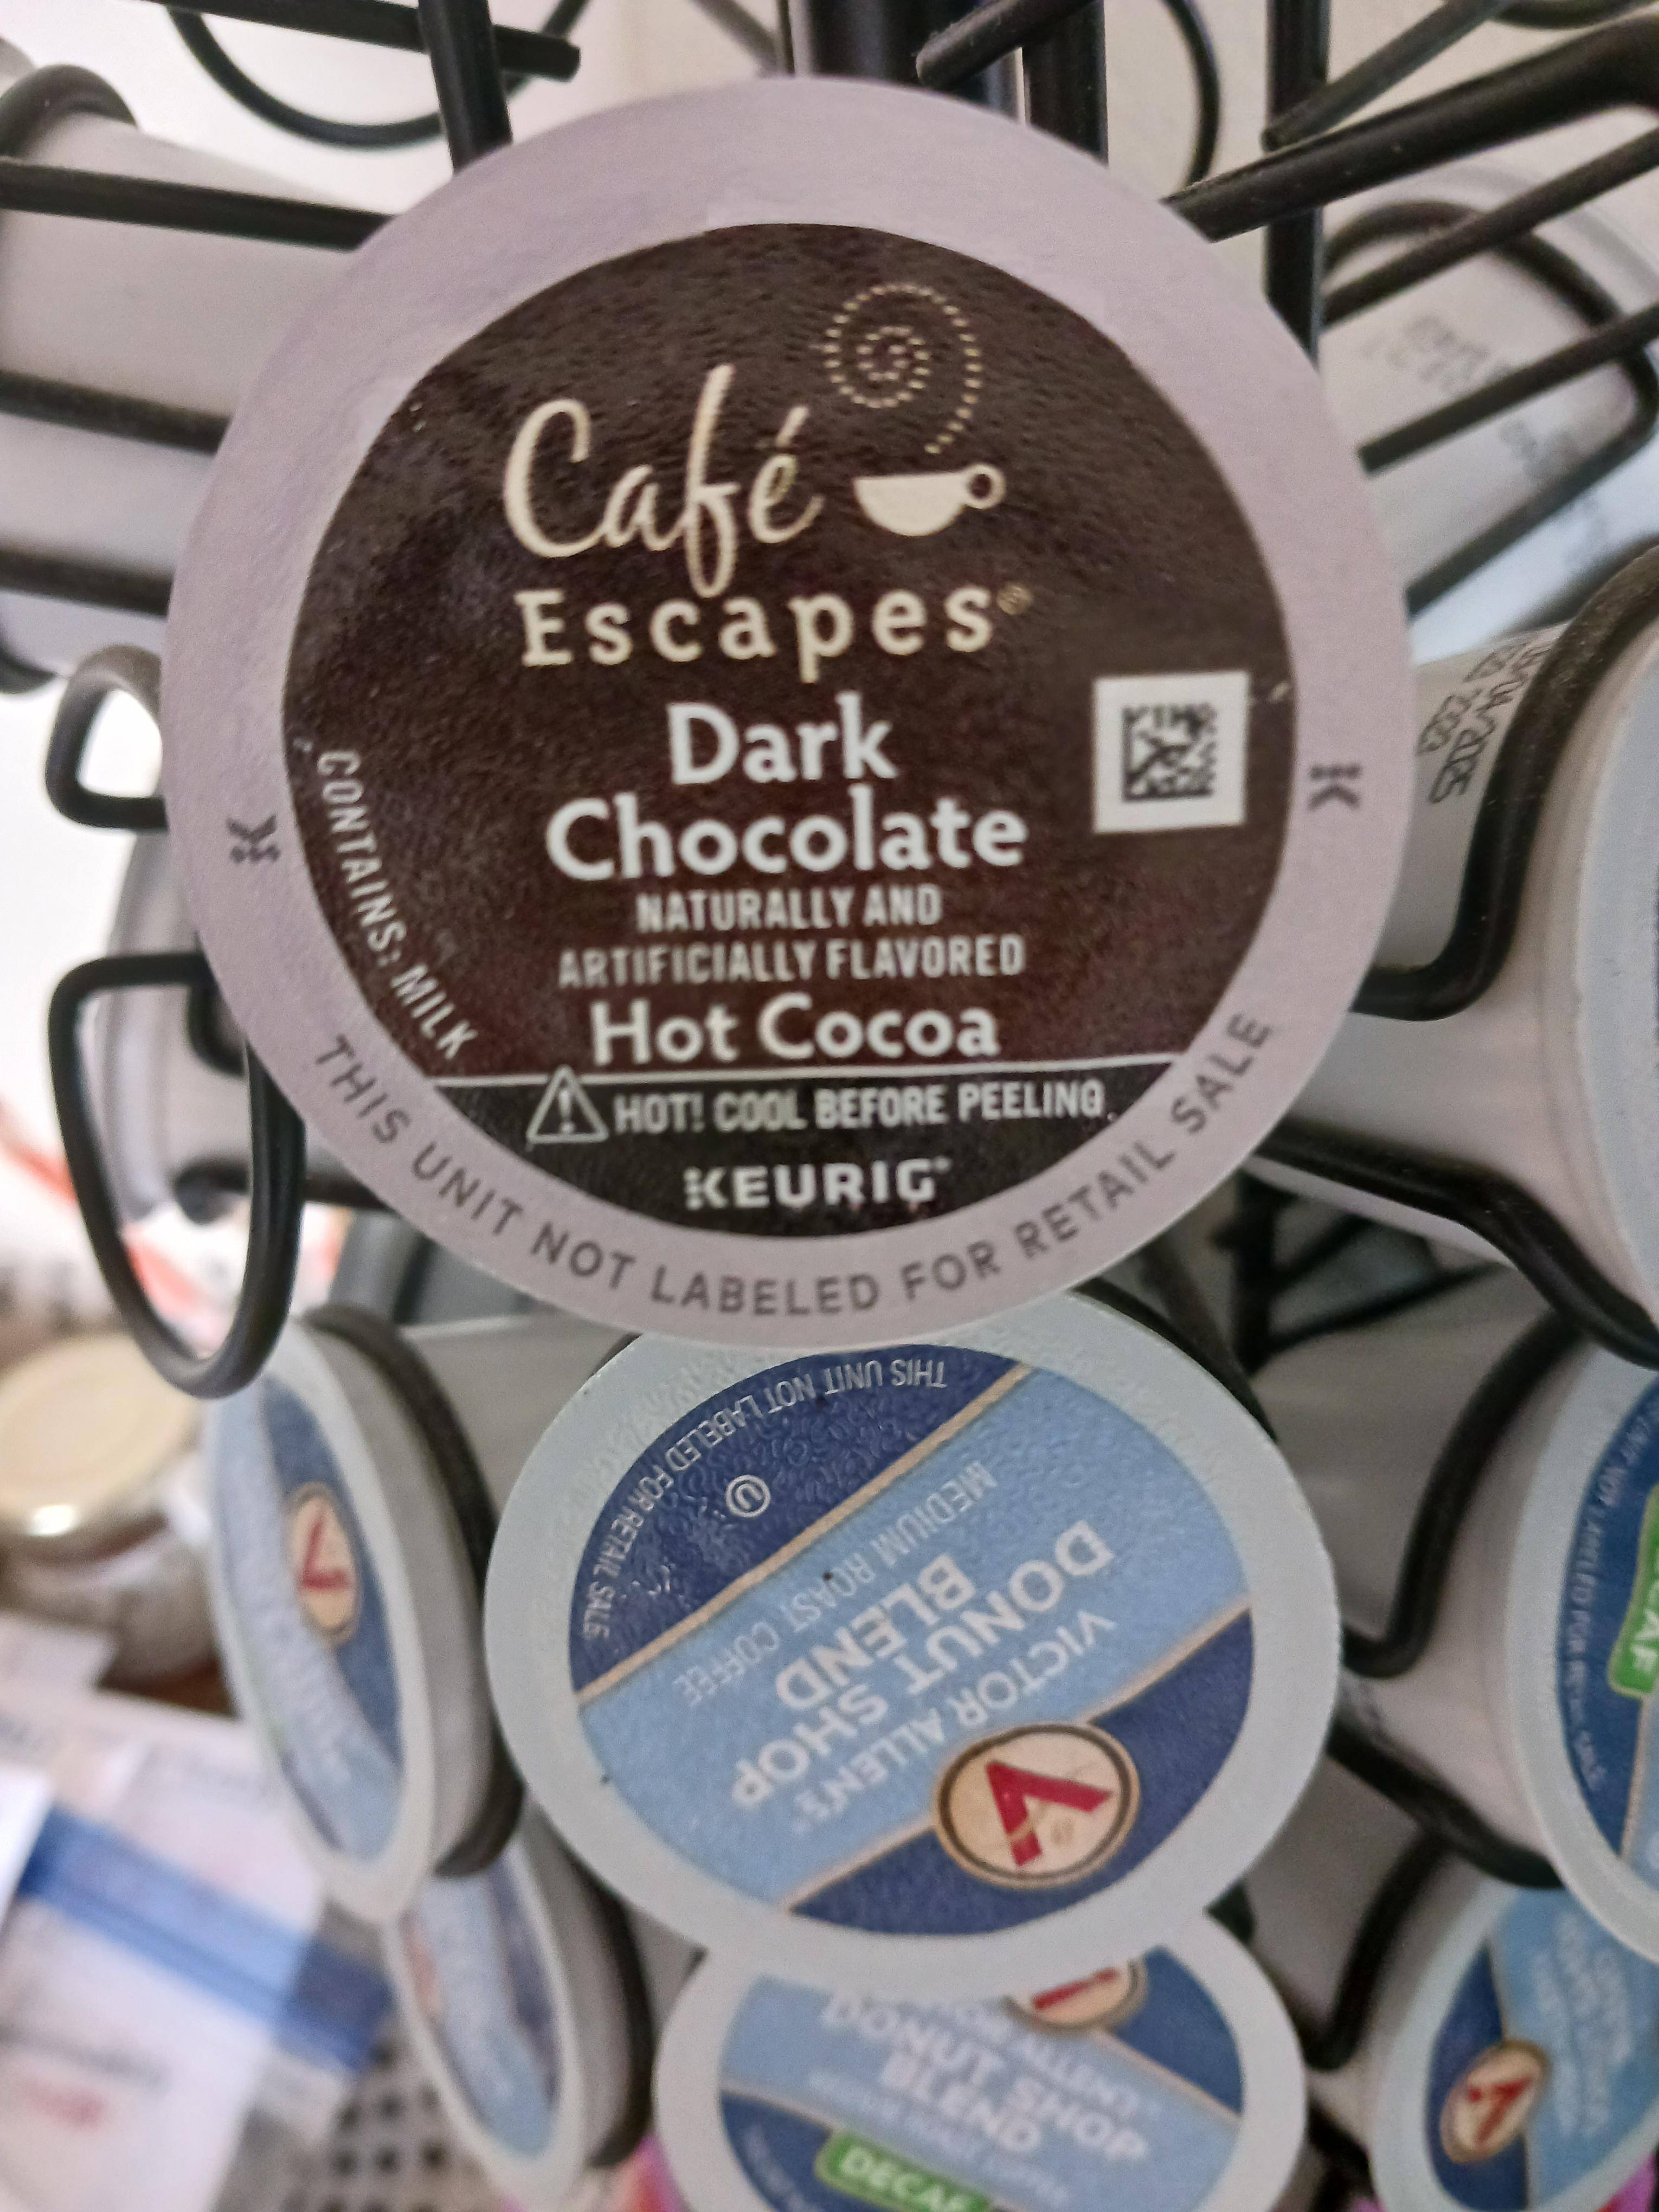 Café
Escapes®
Dark
Chocolate
NATURALLY AND
ARTIFICIALLY FLAVORED
Hot Cocoa
CONTAINS: MILK
HOT! COOL BEFORE PEELING.
KEURIG
THIS UNIT NOT LABELED FOR RETAIL SALE
K
K
VICTOR ALLEN'S
DONUT SHOP
BLEND
MEDIUM ROAST COFFEE
U
THIS UNIT NOT LABELED FOR RETAIL SALE.
ALLEN'S
DONUT SHOP
BLEND
DECAF